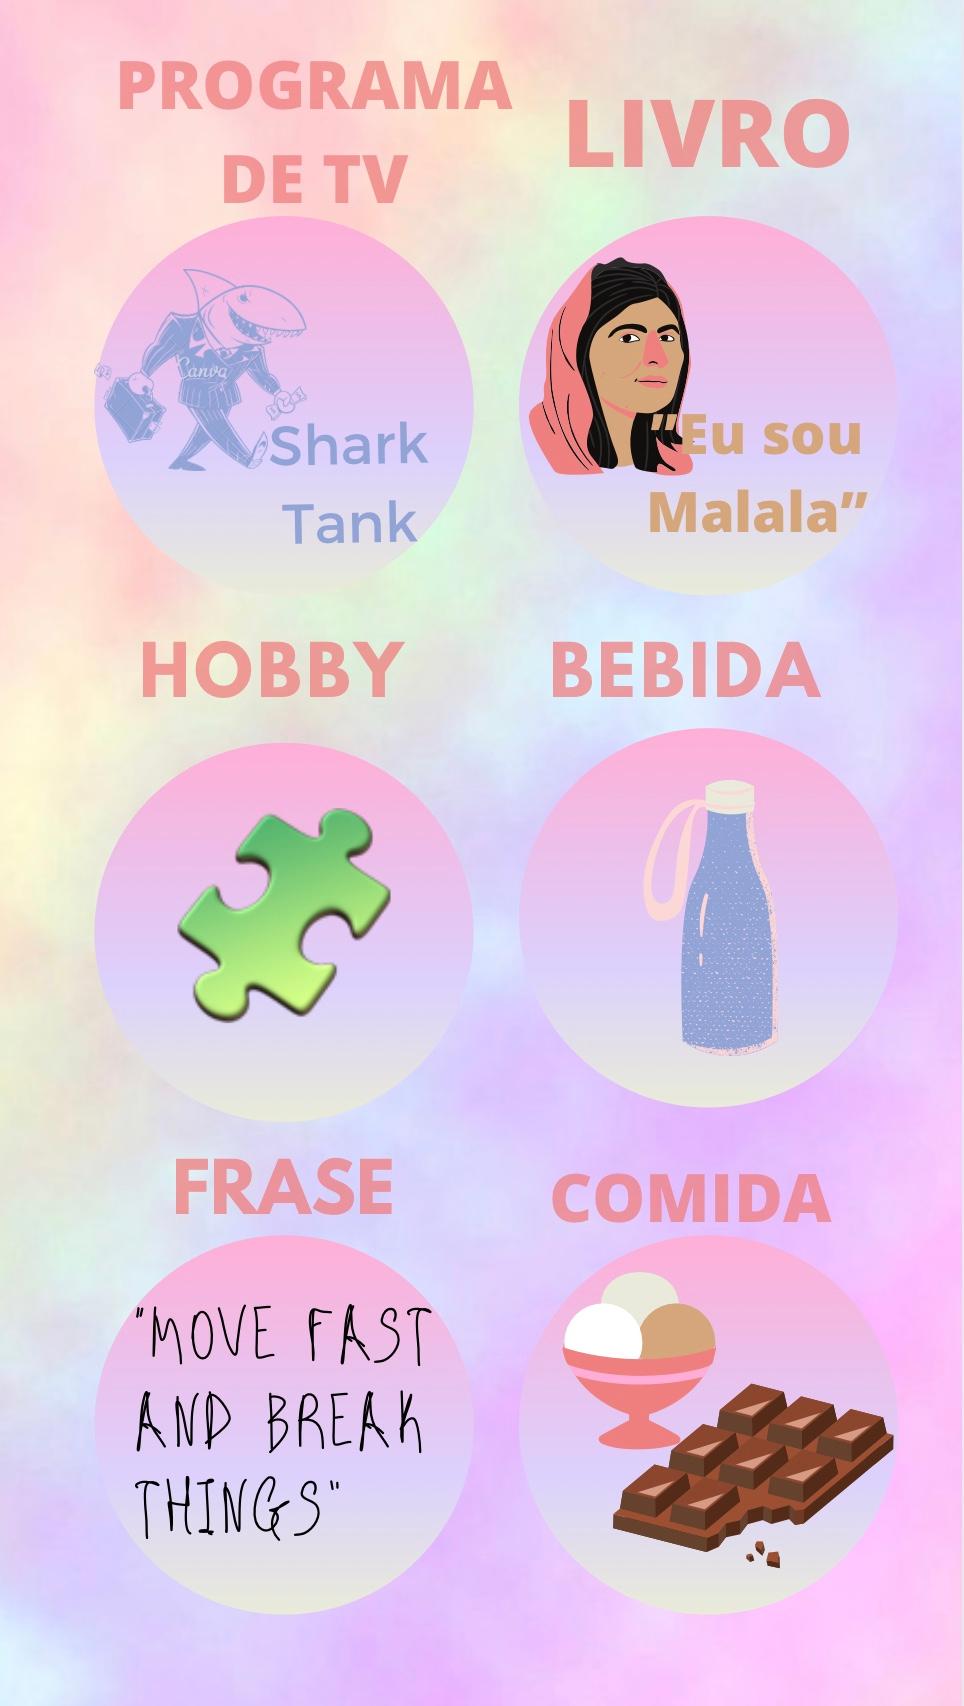 PROGRAMA
DE TV
LIVRO
Canva
Shark
Tank
“Eu sou
Malala”
HOBBY
BEBIDA
FRASE
COMIDA
"MOVE FAST
AND BREAK
THINGS"